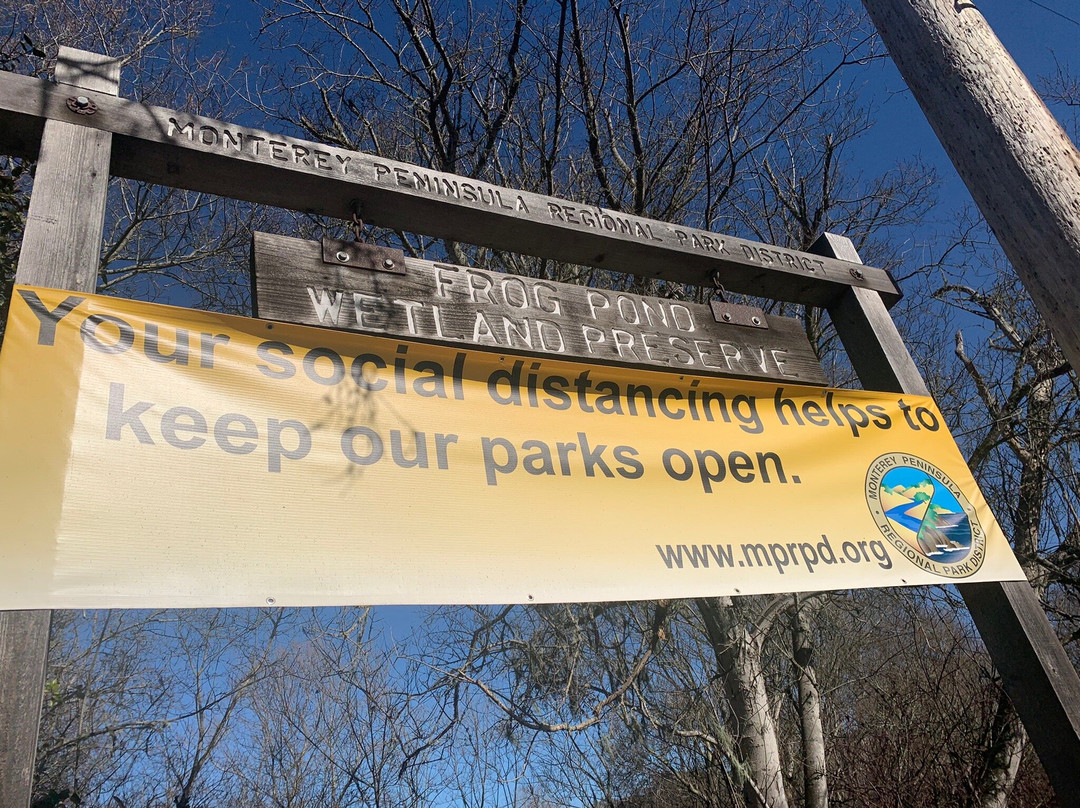 MONTEREY PENINSULA REGIONAL PARK DISTRICT
FROG POND
WETLAND PRESERVE
Your social distancing helps to
keep our parks open.
www.mprpd.org
MONTEREY PENINSULA
REGIONAL PARK DISTRICT